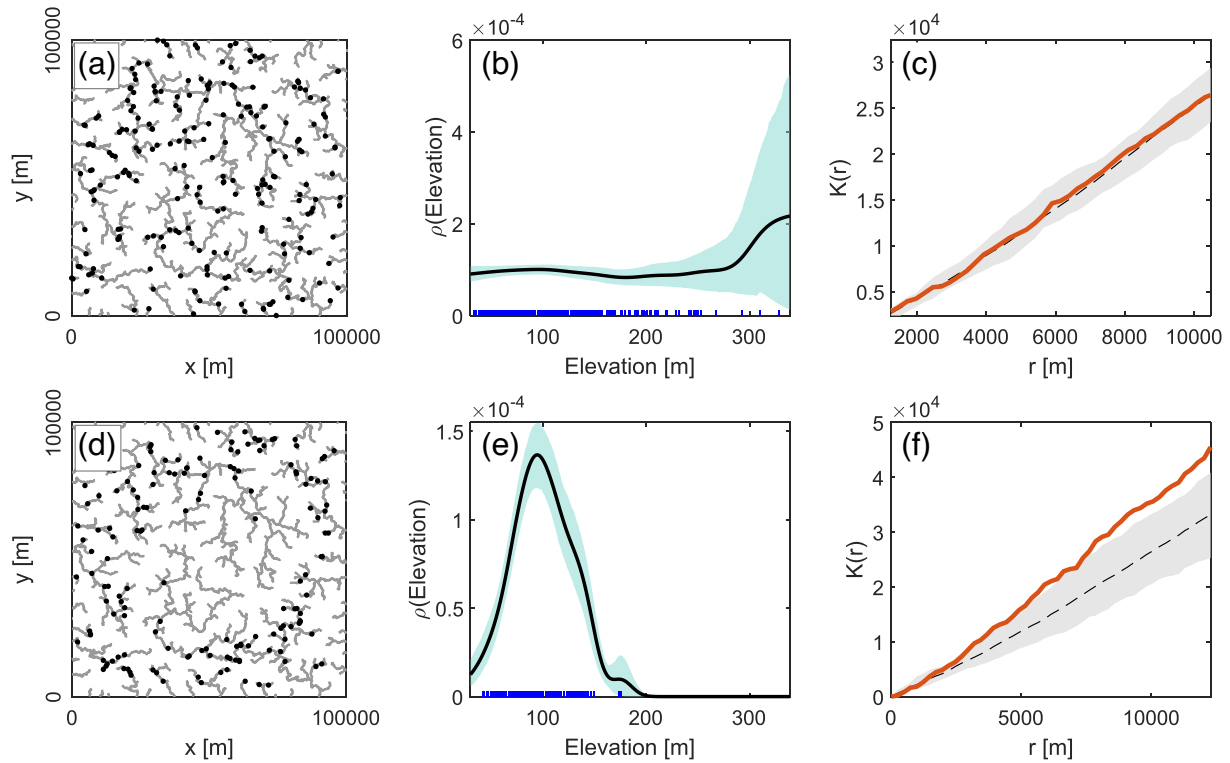 (a)
100000
0
y [m]
0
100000
x [m]
×10-4
(b)
6
4
2
0
ρ(Elevation)
100
200
300
Elevation [m]
×104
(c)
3
2.5
2
1.5
1
0.5
K(r)
2000
4000
6000
8000
10000
r [m]
(d)
100000
0
y [m]
0
100000
x [m]
×10-4
(e)
1.5
1
0.5
0
ρ(Elevation)
100
200
300
Elevation [m]
×104
(f)
5
4
3
2
1
0
K(r)
0
5000
10000
r [m]